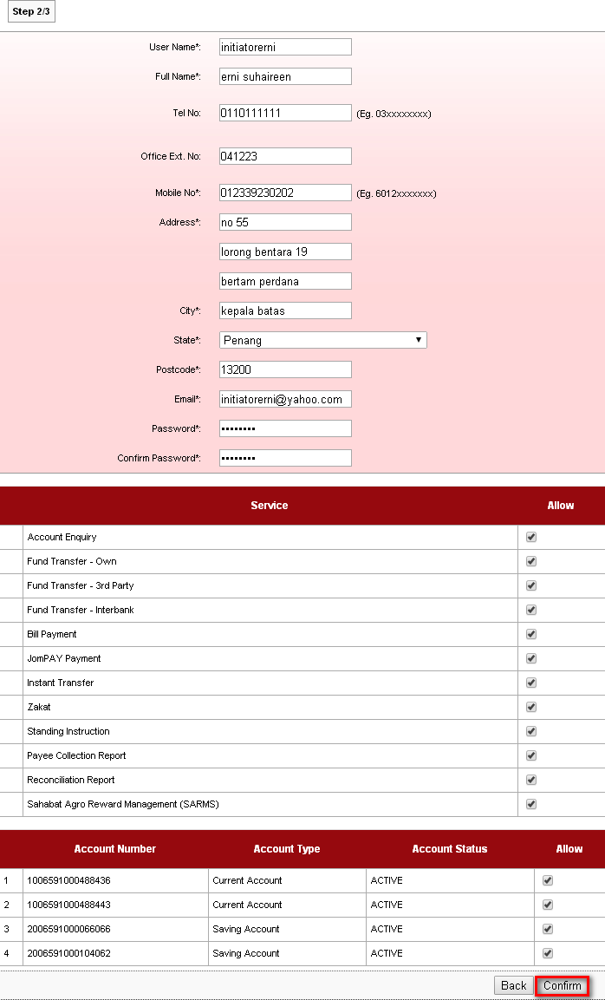 Step 2/3
User Name*: initiatorerni
Full Name*: erni suhaireen
Tel No: 0110111111 (Eg. 03xxxxxxxx)
Office Ext. No: 041223
Mobile No*: 012339230202 (Eg. 6012xxxxxxx)
Address*: no 55
lorong bentara 19
bertam perdana
City*: kepala batas
State*: Penang
Postcode*: 13200
Email*: initiatorerni@yahoo.com
Password*: ••••••••
Confirm Password*: ••••••••
Service Allow
Account Enquiry
Fund Transfer - Own
Fund Transfer - 3rd Party
Fund Transfer - Interbank
Bill Payment
JomPAY Payment
Instant Transfer
Zakat
Standing Instruction
Payee Collection Report
Reconciliation Report
Sahabat Agro Reward Management (SARMS)
Account Number Account Type Account Status Allow
1 1006591000488436 Current Account ACTIVE
2 1006591000488443 Current Account ACTIVE
3 2006591000066066 Saving Account ACTIVE
4 2006591000104062 Saving Account ACTIVE
Back Confirm